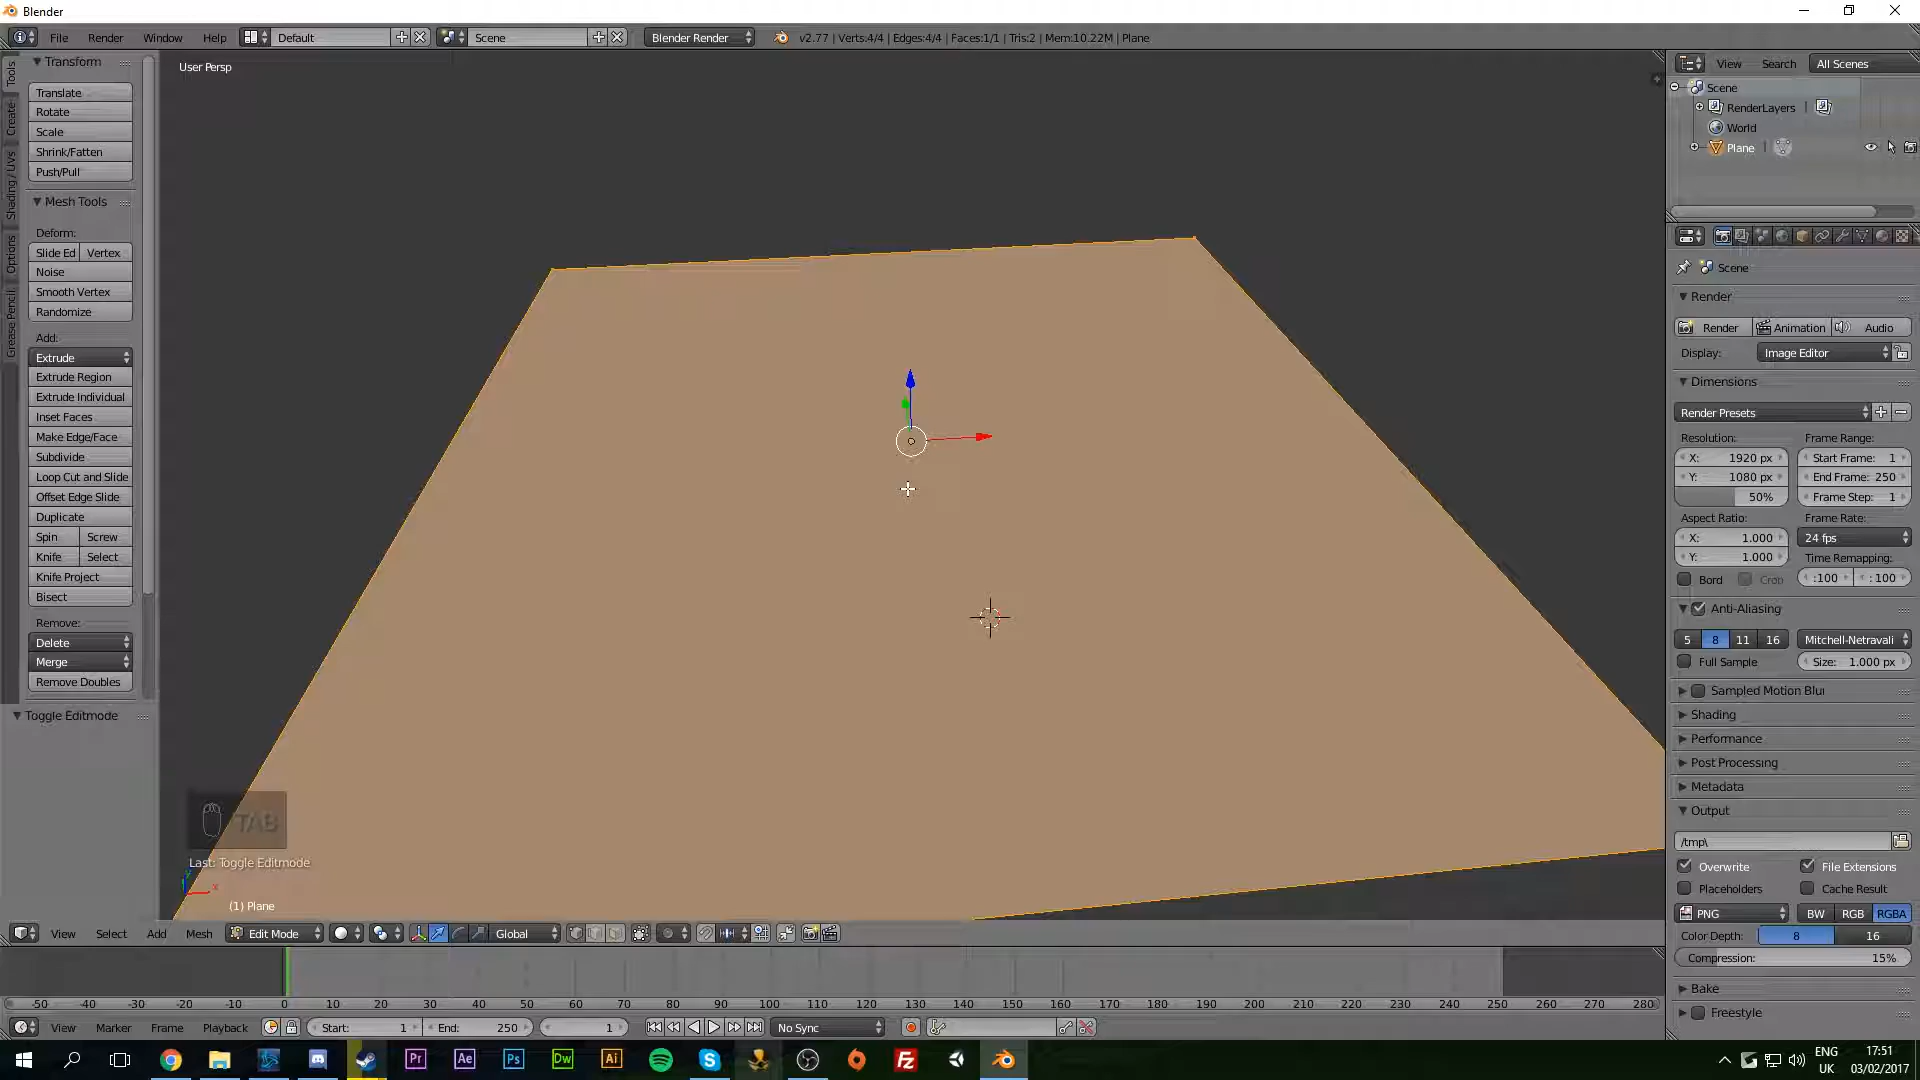 Blender
File Render Window Help Default Scene Blender Render v2.77 | Verts:4/4 | Edges:4/4 | Faces:1/1 | Tris:2 | Mem:10.22M | Plane
Tools
Create
Shading / UVs
Options
Grease Pencil
Transform
Translate
Rotate
Scale
Shrink/Fatten
Push/Pull
Mesh Tools
Deform:
Slide Ed Vertex
Noise
Smooth Vertex
Randomize
Add:
Extrude
Extrude Region
Extrude Individual
Inset Faces
Make Edge/Face
Subdivide
Loop Cut and Slide
Offset Edge Slide
Duplicate
Spin Screw
Knife Select
Knife Project
Bisect
Remove:
Delete
Merge
Remove Doubles
Toggle Editmode
User Persp
TAB
Last: Toggle Editmode
(1) Plane
View Select Add Mesh Edit Mode Global
-50 -40 -30 -20 -10 0 10 20 30 40 50 60 70 80 90 100 110 120 130 140 150 160 170 180 190 200 210 220 230 240 250 260 270 280
View Marker Frame Playback Start: 1 End: 250 1 No Sync
View Search All Scenes
Scene
RenderLayers
World
Plane
Scene
Render
Render Animation Audio
Display: Image Editor
Dimensions
Render Presets
Resolution: Frame Range:
X: 1920 px Start Frame: 1
Y: 1080 px End Frame: 250
50% Frame Step: 1
Aspect Ratio: Frame Rate:
X: 1.000 24 fps
Y: 1.000 Time Remapping:
Bord Crop :100 : 100
Anti-Aliasing
5 8 11 16 Mitchell-Netravali
Full Sample Size: 1.000 px
Sampled Motion Blur
Shading
Performance
Post Processing
Metadata
Output
/tmp\
Overwrite File Extensions
Placeholders Cache Result
PNG BW RGB RGBA
Color Depth: 8 16
Compression: 15%
Bake
Freestyle
Pr Ae Ps Dw Ai
ENG 17:51
UK 03/02/2017